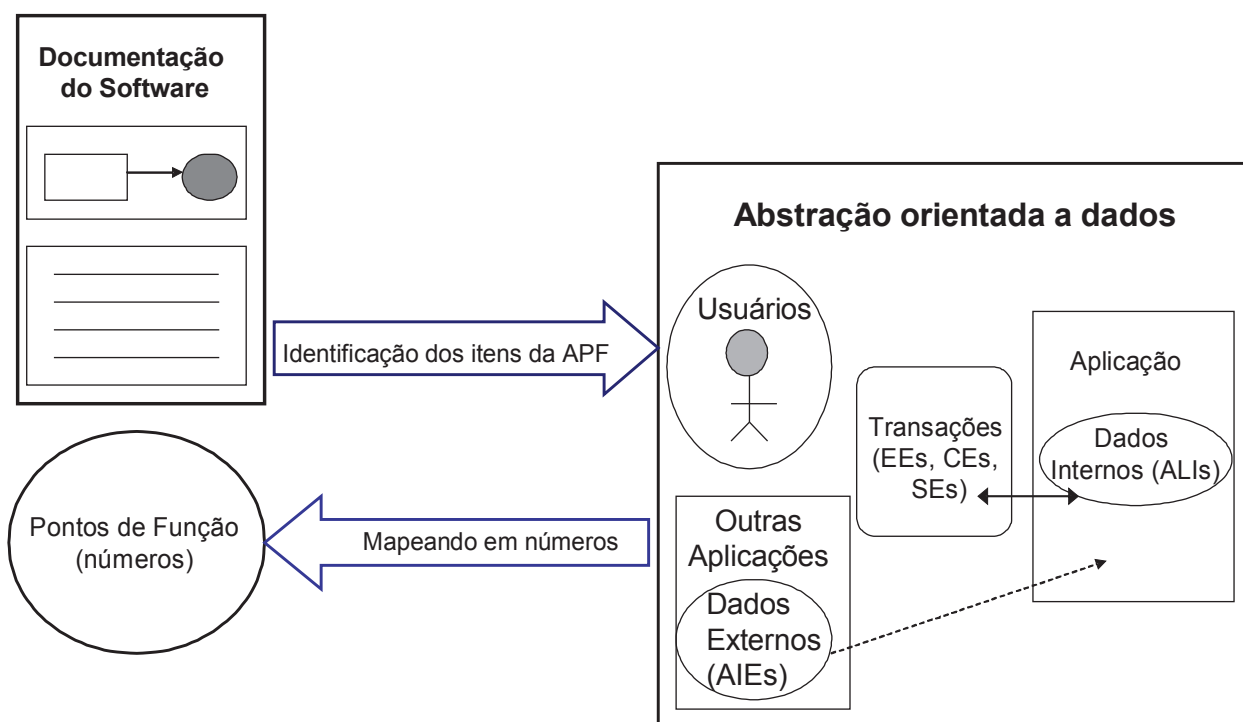 Documentação
do Software
Identificação dos itens da APF
Pontos de Função
(números)
Mapeando em números
Abstração orientada a dados
Usuários
Transações
(EEs, CEs,
SEs)
Aplicação
Dados
Internos (ALIs)
Outras
Aplicações
Dados
Externos
(AIEs)